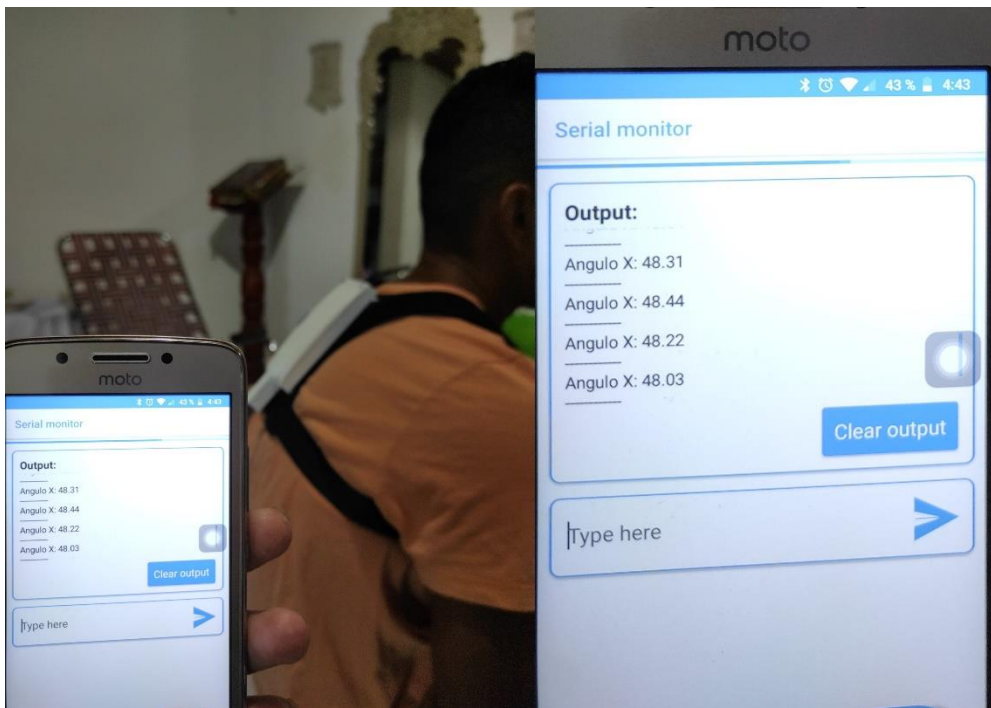 moto
43 % 4:43
Serial monitor
Output:
Angulo X: 48.31
Angulo X: 48.44
Angulo X: 48.22
Angulo X: 48.03
Clear output
Type here
moto
43 % 4:43
Serial monitor
Output:
Angulo X: 48.31
Angulo X: 48.44
Angulo X: 48.22
Angulo X: 48.03
Clear output
Type here